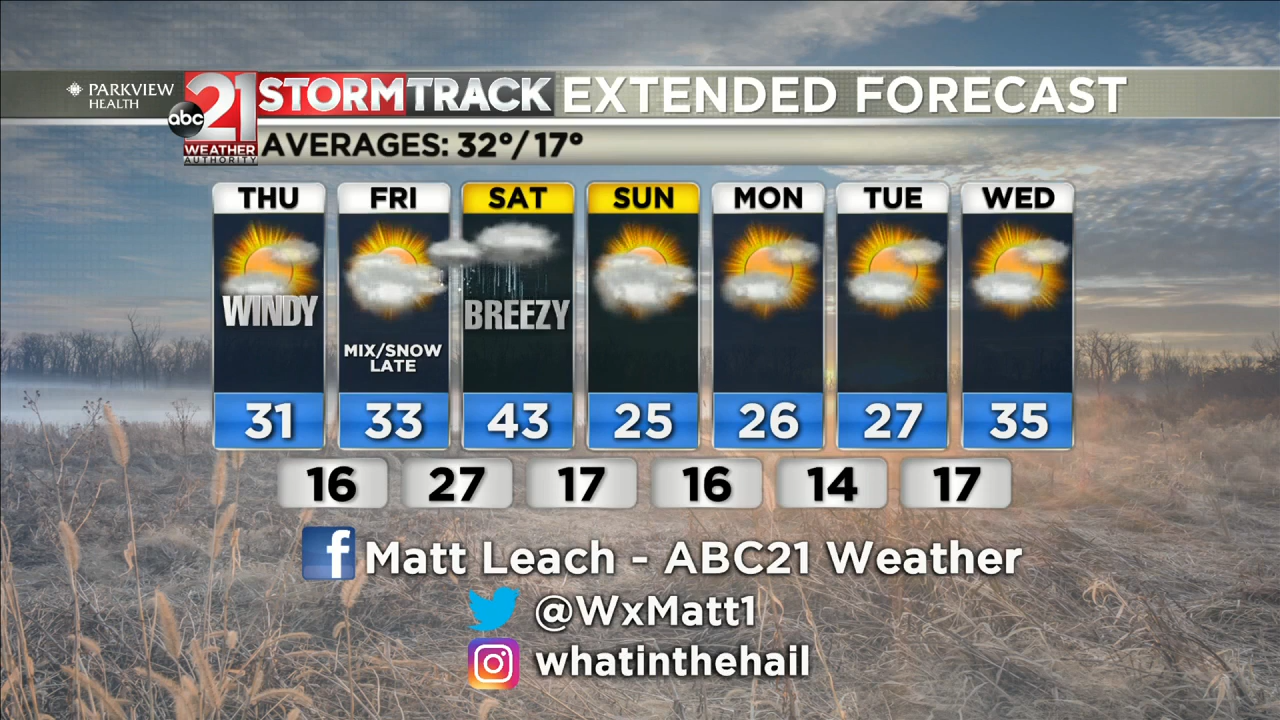 PARKVIEW
HEALTH
abc
21
WEATHER
AUTHORITY
STORMTRACK
EXTENDED FORECAST
AVERAGES: 32°/17°
THU FRI SAT SUN MON TUE WED
WINDY
BREEZY
MIX/SNOW
LATE
31 33 43 25 26 27 35
16 27 17 16 14 17
f Matt Leach - ABC21 Weather
@WxMatt1
whatinthehail